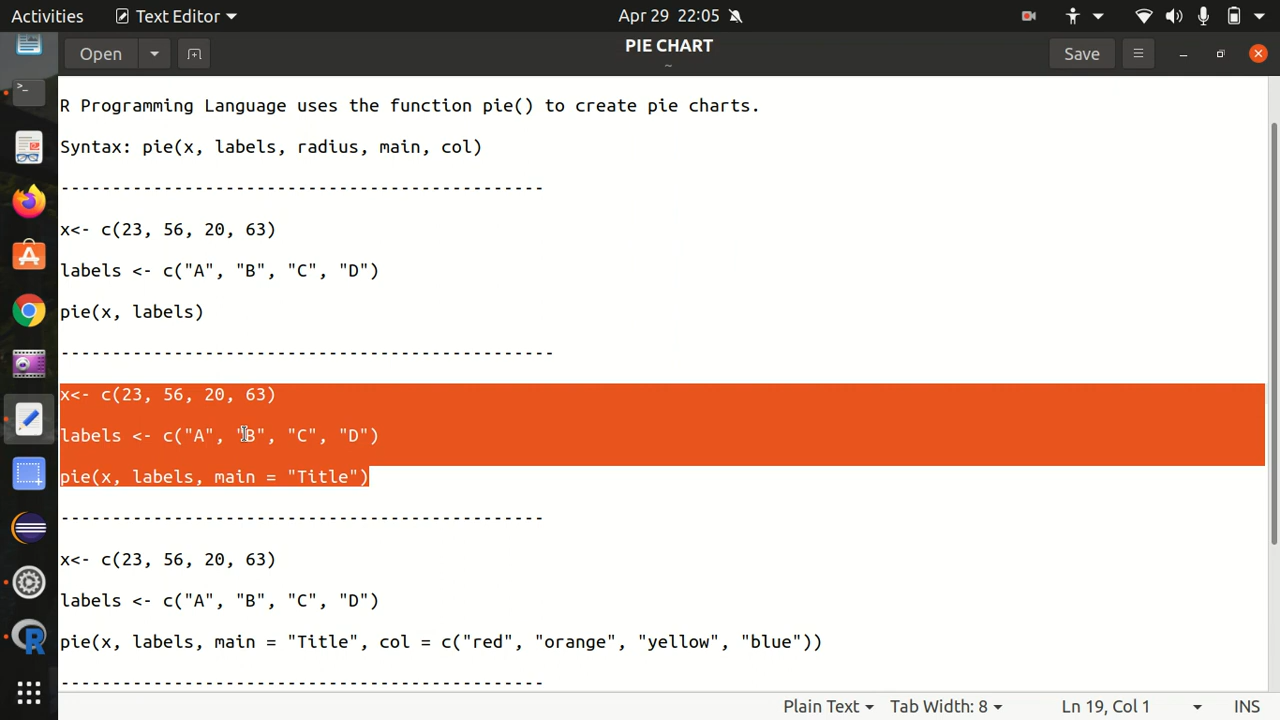 Activities Text Editor Apr 29 22:05
Open PIE CHART Save
~
R Programming Language uses the function pie() to create pie charts.
Syntax: pie(x, labels, radius, main, col)
-----------------------------------------------
x<- c(23, 56, 20, 63)
labels <- c("A", "B", "C", "D")
pie(x, labels)
------------------------------------------------
x<- c(23, 56, 20, 63)
labels <- c("A", "B", "C", "D")
pie(x, labels, main = "Title")
-----------------------------------------------
x<- c(23, 56, 20, 63)
labels <- c("A", "B", "C", "D")
pie(x, labels, main = "Title", col = c("red", "orange", "yellow", "blue"))
-----------------------------------------------
Plain Text Tab Width: 8 Ln 19, Col 1 INS